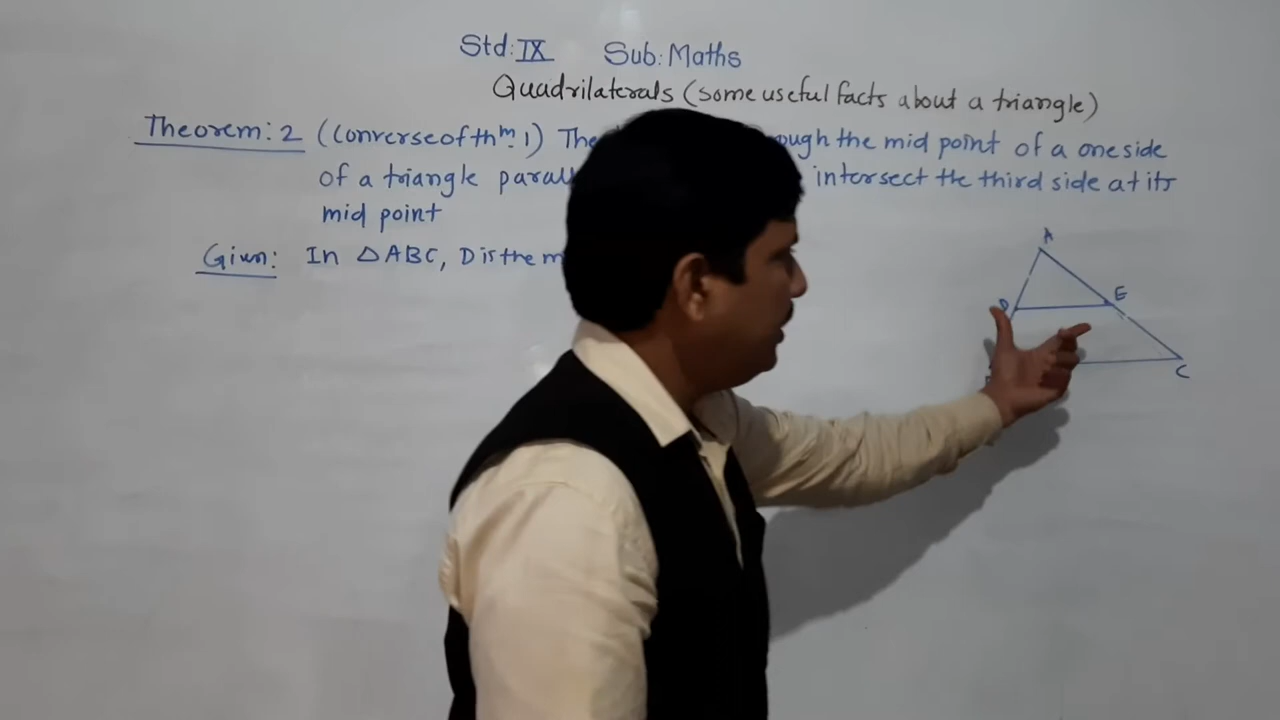 Std: IX Sub: Maths
Quadrilaterals (some useful facts about a triangle)
Theorem: 2 (converse of thm. 1) The ough the mid point of a one side
of a triangle parall intersect the third side at its
mid point
Given: In △ABC, D is the m
A
D E
C